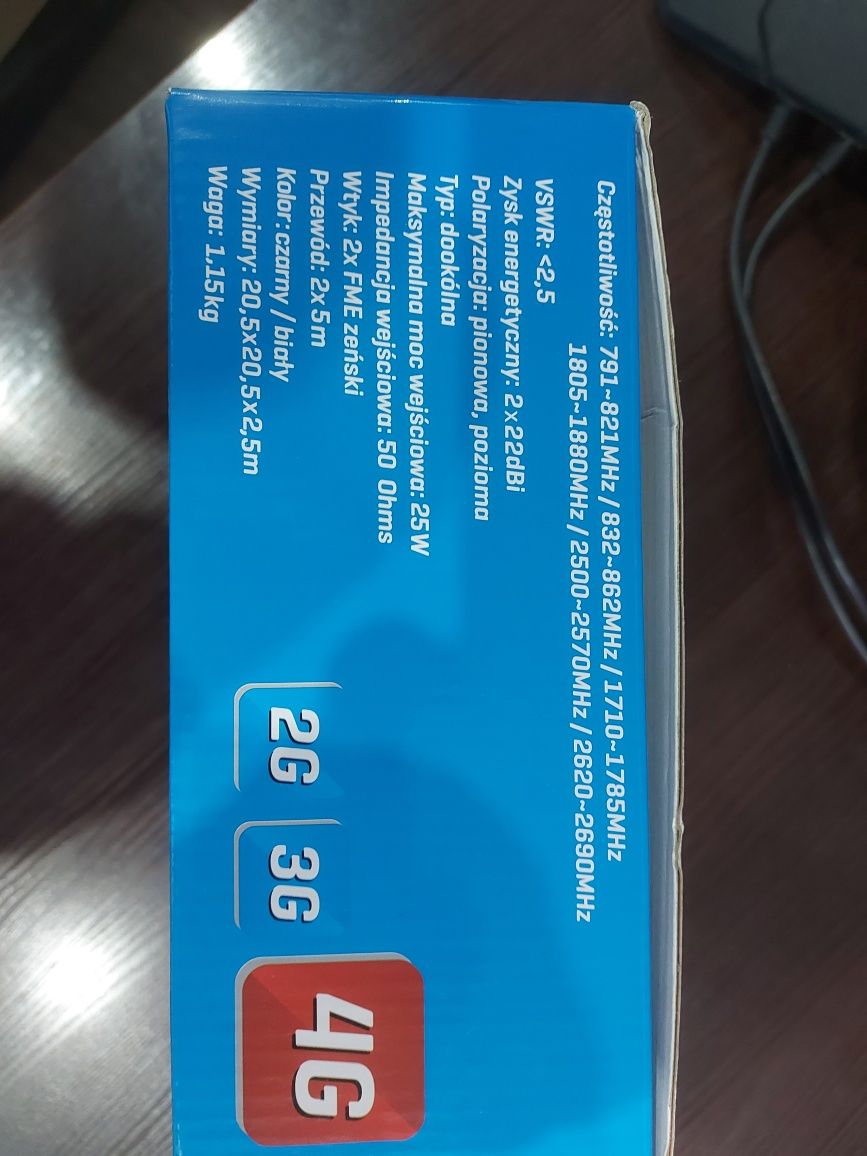 Częstotliwość: 791~821MHz / 832~862MHz / 1710~1785MHz
1805~1880MHz / 2500~2570MHz / 2620~2690MHz
VSWR: <2,5
Zysk energetyczny: 2x22dBi
Polaryzacja: pionowa, pozioma
Typ: dookólna
Maksymalna moc wejściowa: 25W
Impedancja wejściowa: 50 Ohms
Wtyk: 2x FME zeński
Przewód: 2x5m
Kolor: czarny / biały
Wymiary: 20,5x20,5x2,5m
Waga: 1,15kg
2G
3G
4G